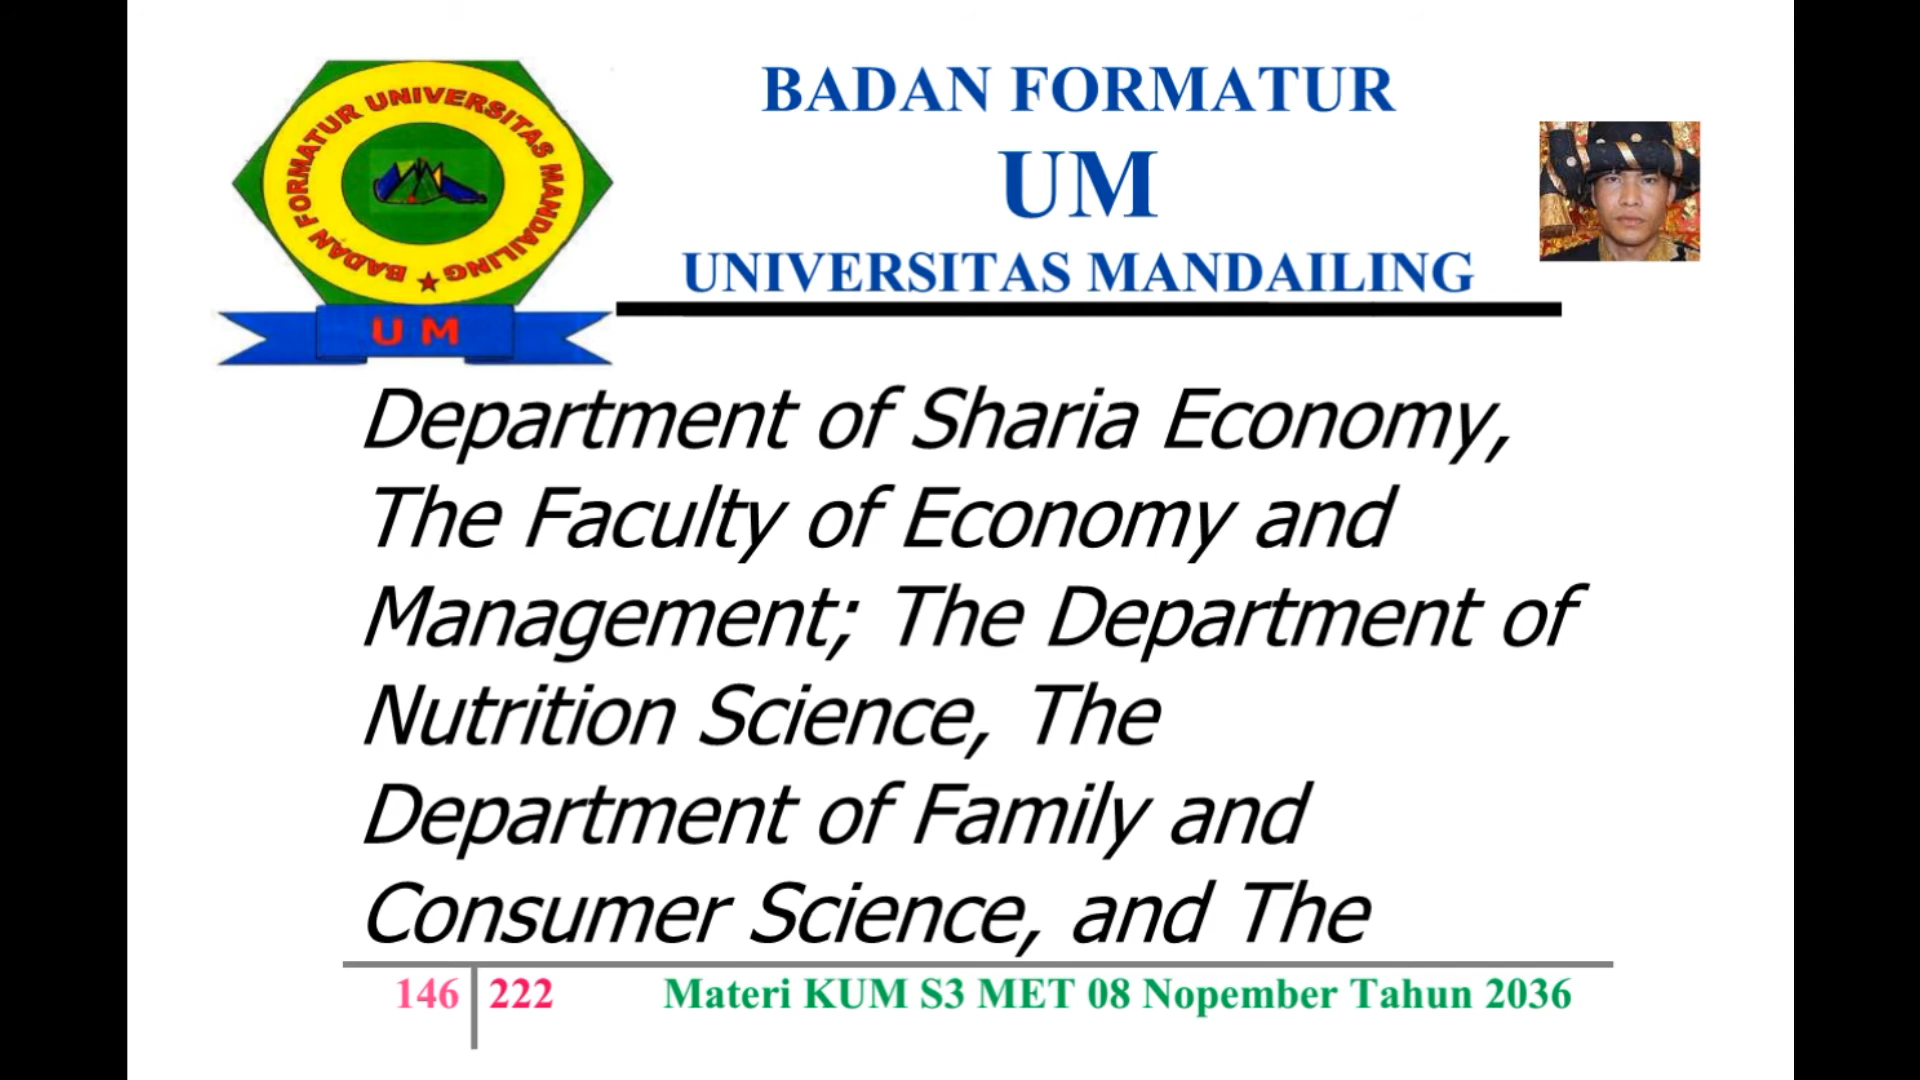 BADAN FORMATUR UNIVERSITAS MANDAILING
U M
BADAN FORMATUR
UM
UNIVERSITAS MANDAILING
Department of Sharia Economy,
The Faculty of Economy and
Management; The Department of
Nutrition Science, The
Department of Family and
Consumer Science, and The
146 222 Materi KUM S3 MET 08 Nopember Tahun 2036